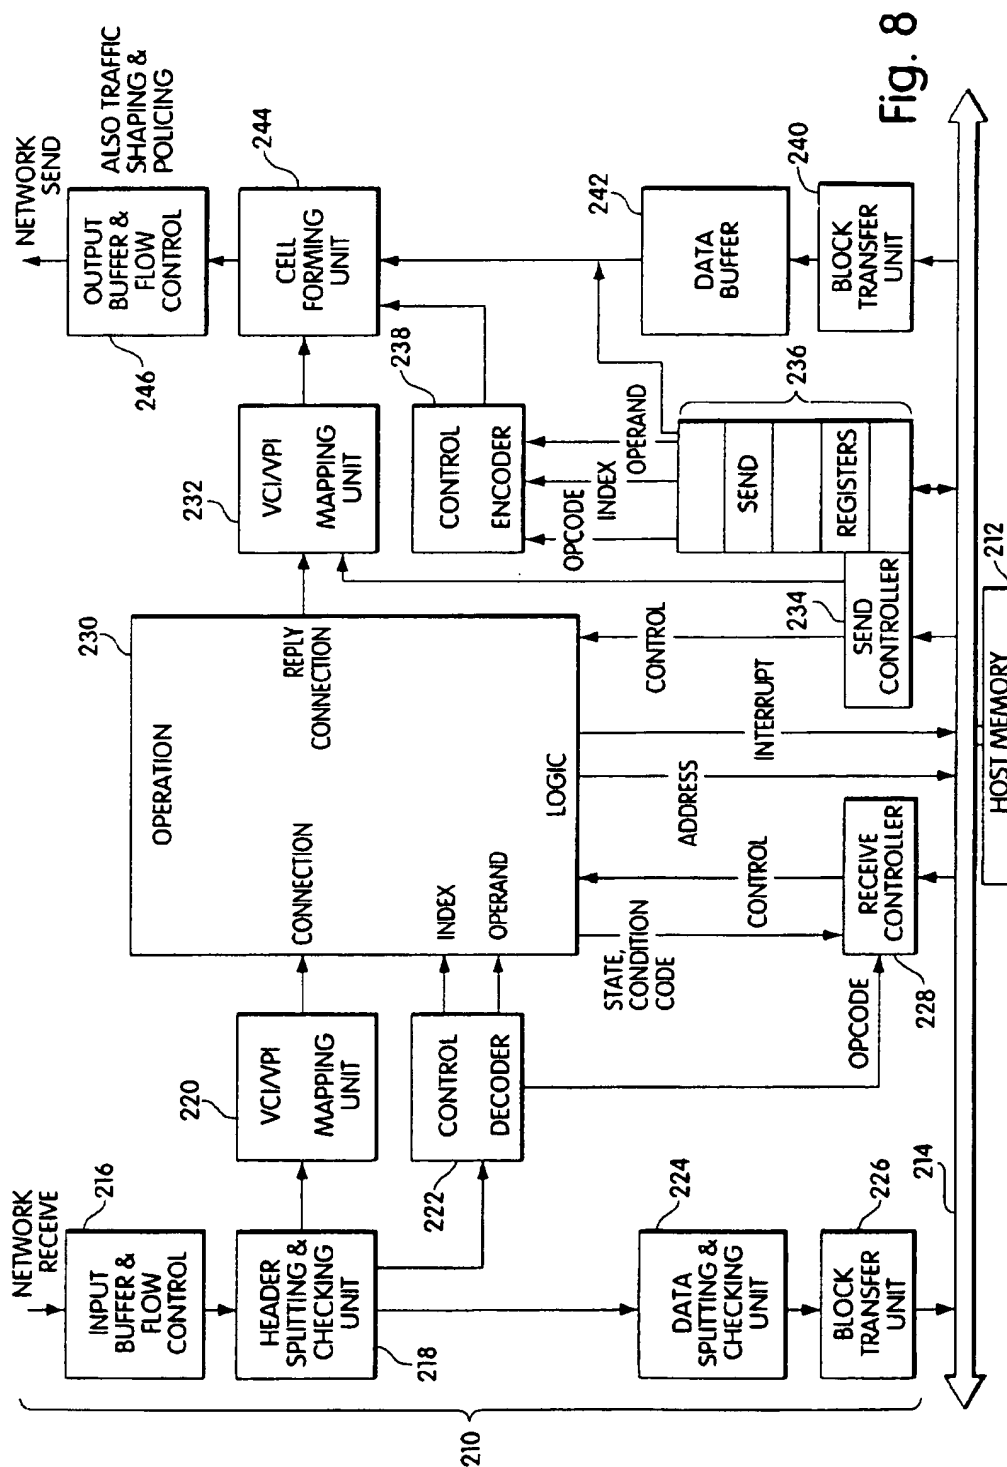 NETWORK
RECEIVE
INPUT
BUFFER &
FLOW
CONTROL
216
HEADER
SPLITTING &
CHECKING
UNIT
218
VCI/VPI
MAPPING
UNIT
220
CONTROL
DECODER
222
DATA
SPLITTING &
CHECKING
UNIT
224
BLOCK
TRANSFER
UNIT
226
210
214
OPCODE
RECEIVE
CONTROLLER
228
STATE,
CONDITION
CODE
CONTROL
ADDRESS
INTERRUPT
CONTROL
OPERATION
LOGIC
230
CONNECTION
INDEX
OPERAND
REPLY
CONNECTION
VCI/VPI
MAPPING
UNIT
232
CONTROL
ENCODER
238
OPCODE
INDEX
OPERAND
SEND
CONTROLLER
234
SEND
REGISTERS
236
NETWORK
SEND
ALSO TRAFFIC
SHAPING &
POLICING
OUTPUT
BUFFER &
FLOW
CONTROL
246
CELL
FORMING
UNIT
244
DATA
BUFFER
242
BLOCK
TRANSFER
UNIT
240
HOST MEMORY
212
Fig. 8